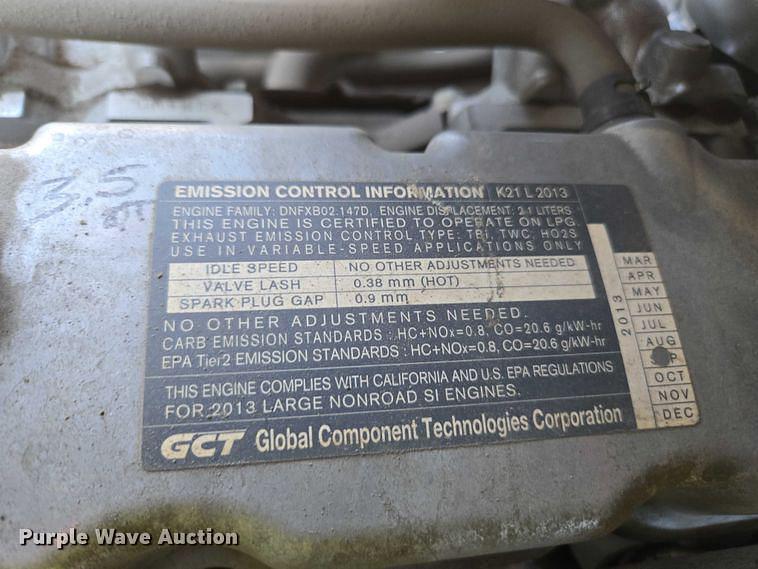 3.5
EMISSION CONTROL INFORMATION K21 L 2013
ENGINE FAMILY: DNFXB02.147D, ENGINE DISPLACEMENT: 2.1 LITERS
THIS ENGINE IS CERTIFIED TO OPERATE ON LPG
EXHAUST EMISSION CONTROL TYPE: TBI, TWC, HO2S
USE IN VARIABLE-SPEED APPLICATIONS ONLY
IDLE SPEED NO OTHER ADJUSTMENTS NEEDED
VALVE LASH 0.38 mm (HOT)
SPARK PLUG GAP 0.9 mm
NO OTHER ADJUSTMENTS NEEDED.
CARB EMISSION STANDARDS : HC+NOx=0.8, CO=20.6 g/kW-hr
EPA Tier2 EMISSION STANDARDS : HC+NOx=0.8, CO=20.6 g/kW-hr
THIS ENGINE COMPLIES WITH CALIFORNIA AND U.S. EPA REGULATIONS
FOR 2013 LARGE NONROAD SI ENGINES.
GCT Global Component Technologies Corporation
2013
MAR
APR
MAY
JUN
JUL
AUG
SEP
OCT
NOV
DEC
Purple Wave Auction
© purplewave.com